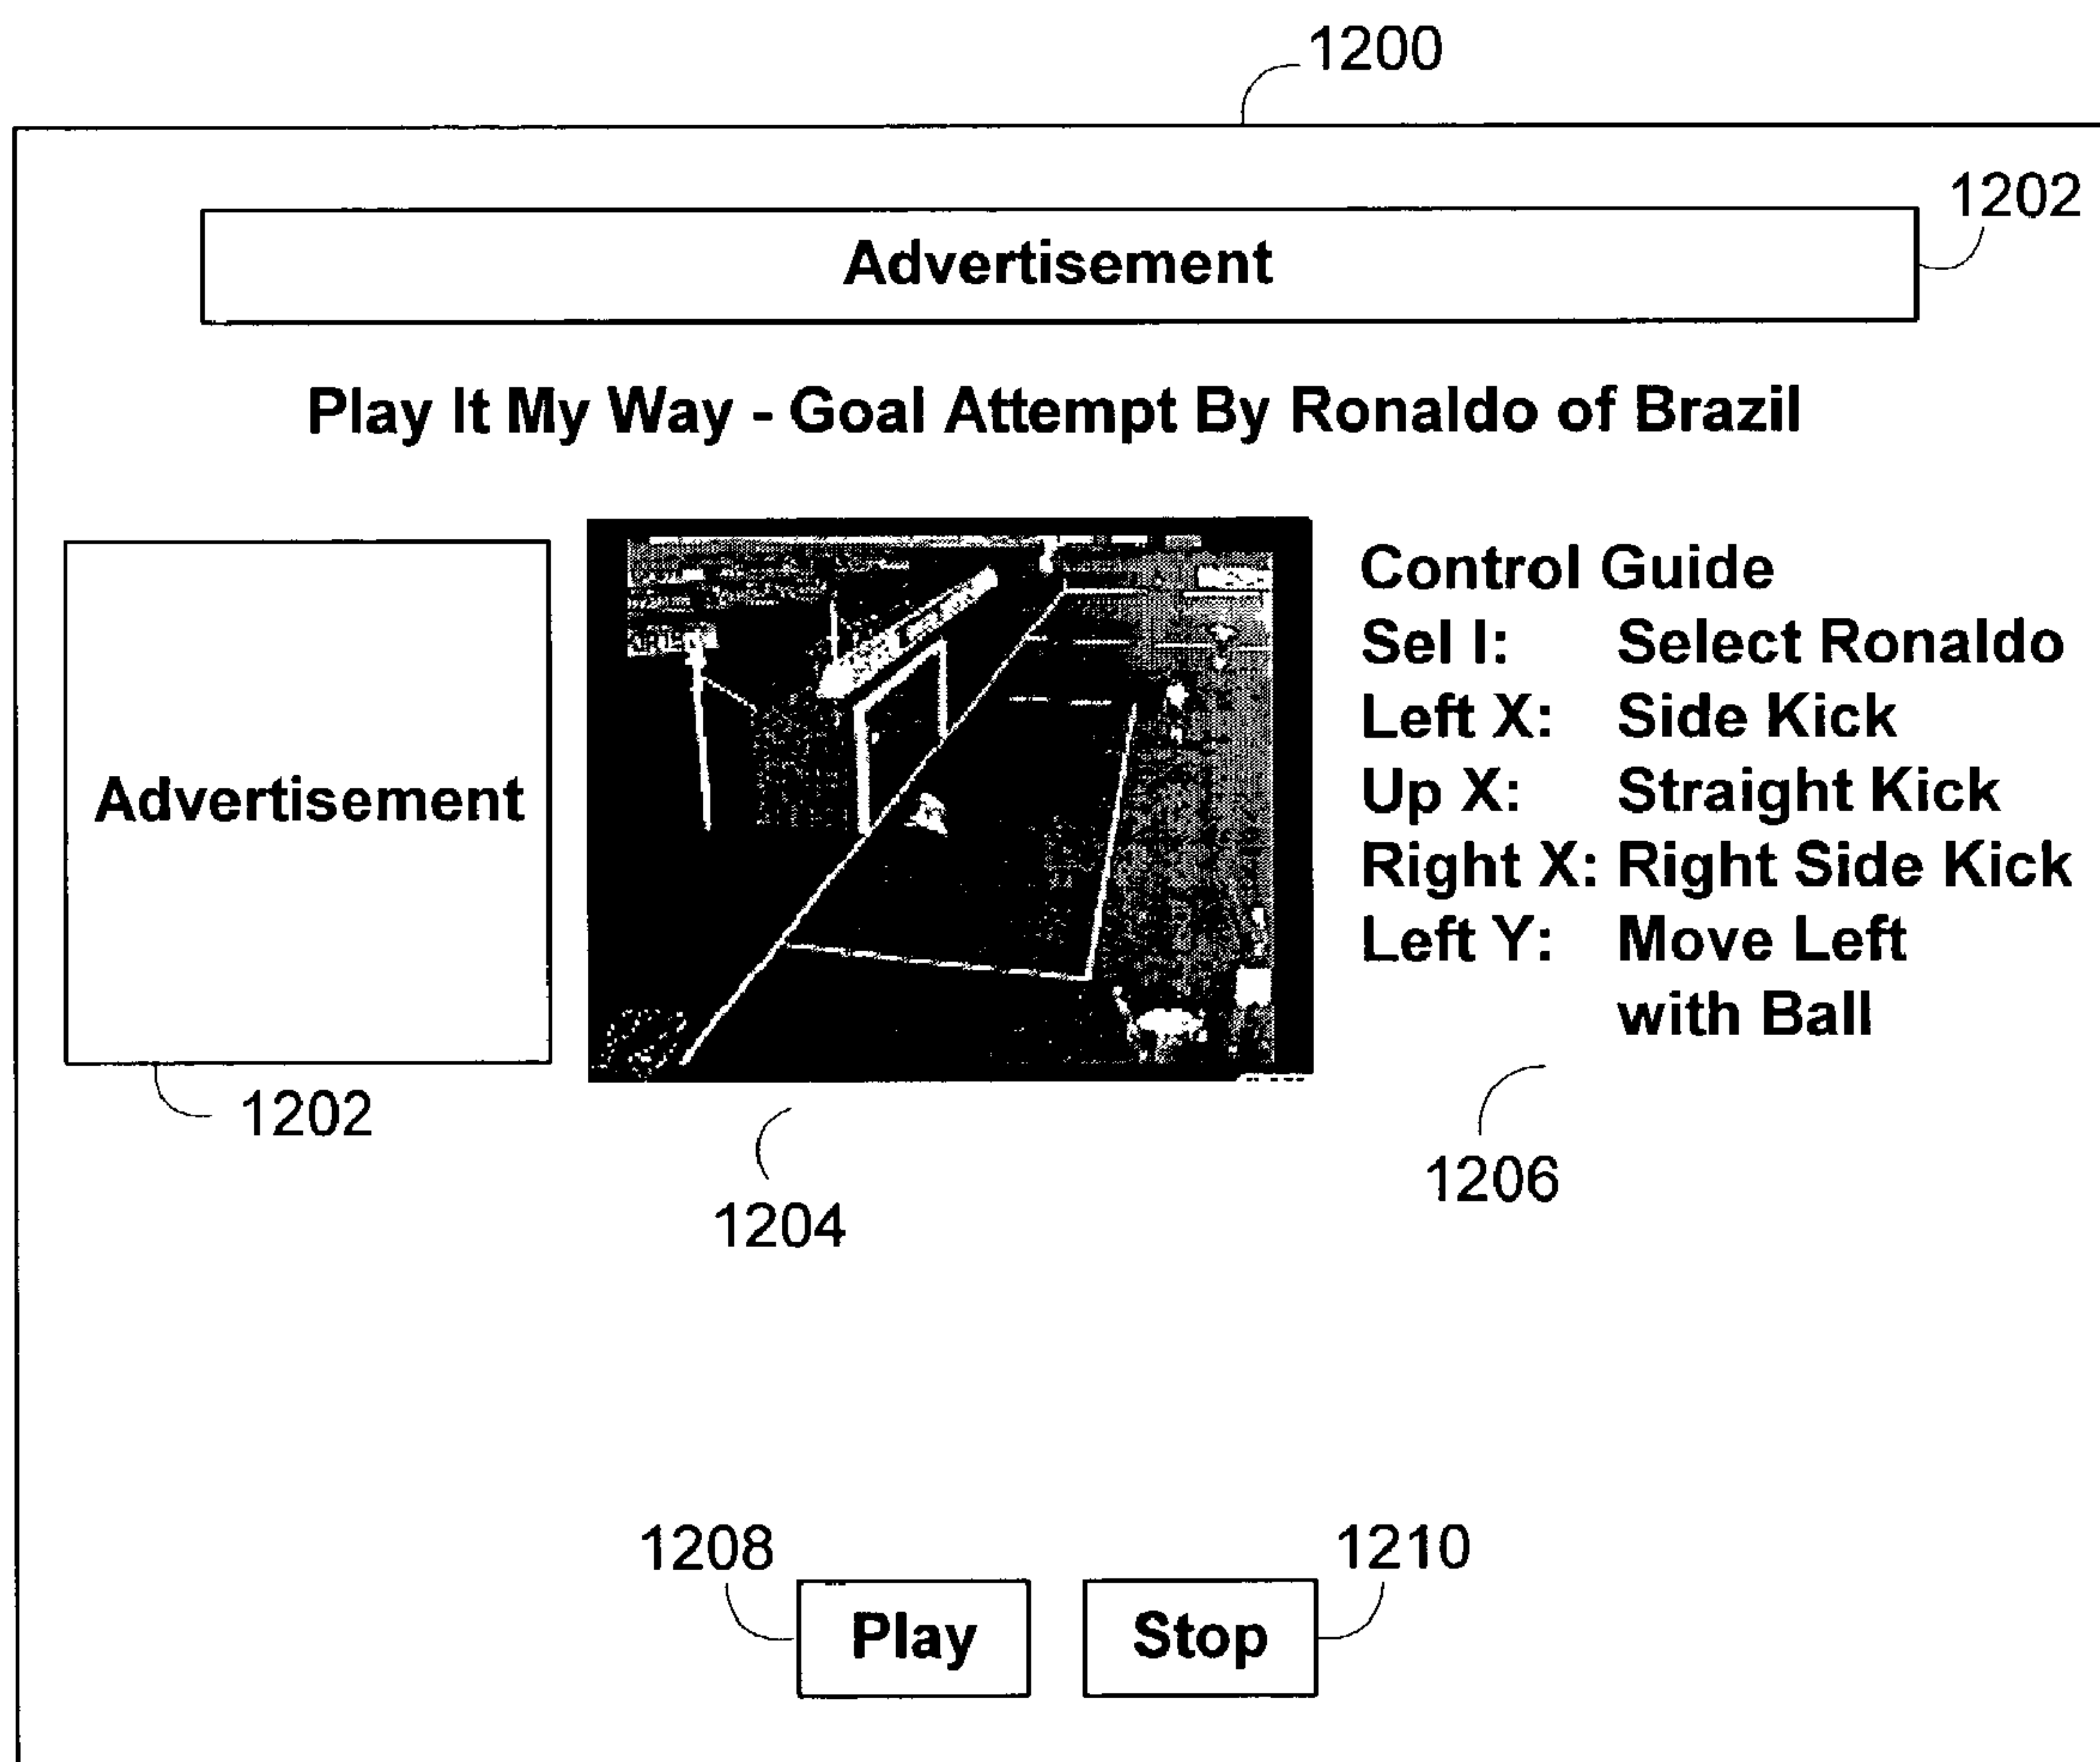 1200
1202
Advertisement
Play It My Way - Goal Attempt By Ronaldo of Brazil
Advertisement
1202
1204
Control Guide
Sel I: Select Ronaldo
Left X: Side Kick
Up X: Straight Kick
Right X: Right Side Kick
Left Y: Move Left
with Ball
1206
1208
Play
1210
Stop